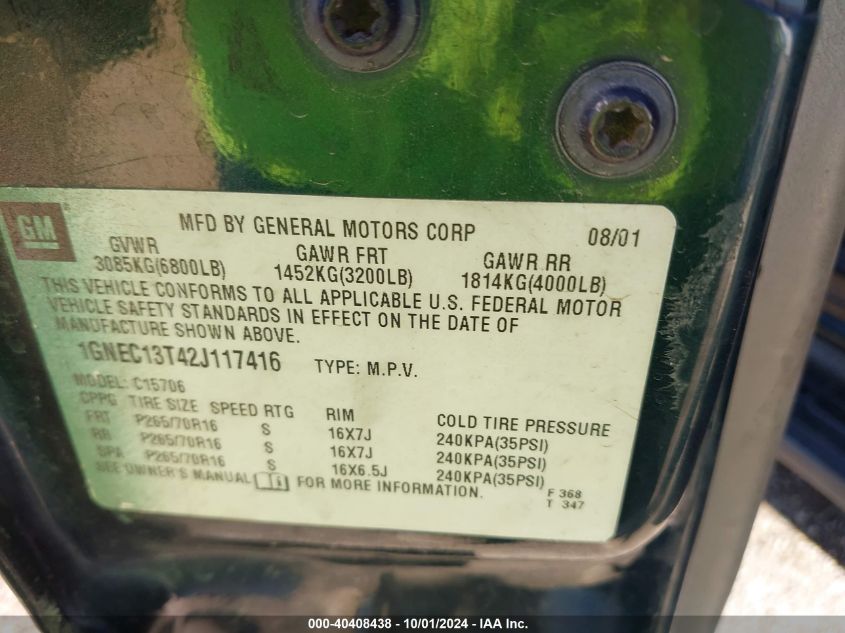 GM
MFD BY GENERAL MOTORS CORP 08/01
GVWR GAWR FRT GAWR RR
3085KG(6800LB) 1452KG(3200LB) 1814KG(4000LB)
THIS VEHICLE CONFORMS TO ALL APPLICABLE U.S. FEDERAL MOTOR
VEHICLE SAFETY STANDARDS IN EFFECT ON THE DATE OF
MANUFACTURE SHOWN ABOVE.
1GNEC13T42J117416 TYPE: M.P.V.
MODEL: C15706
CPPG TIRE SIZE SPEED RTG RIM COLD TIRE PRESSURE
FRT P265/70R16 S 16X7J 240KPA(35PSI)
RR P265/70R16 S 16X7J 240KPA(35PSI)
SPA P265/70R16 S 16X6.5J 240KPA(35PSI)
SEE OWNER'S MANUAL FOR MORE INFORMATION.
F 368
T 347
000-40408438 - 10/01/2024 - IAA Inc.